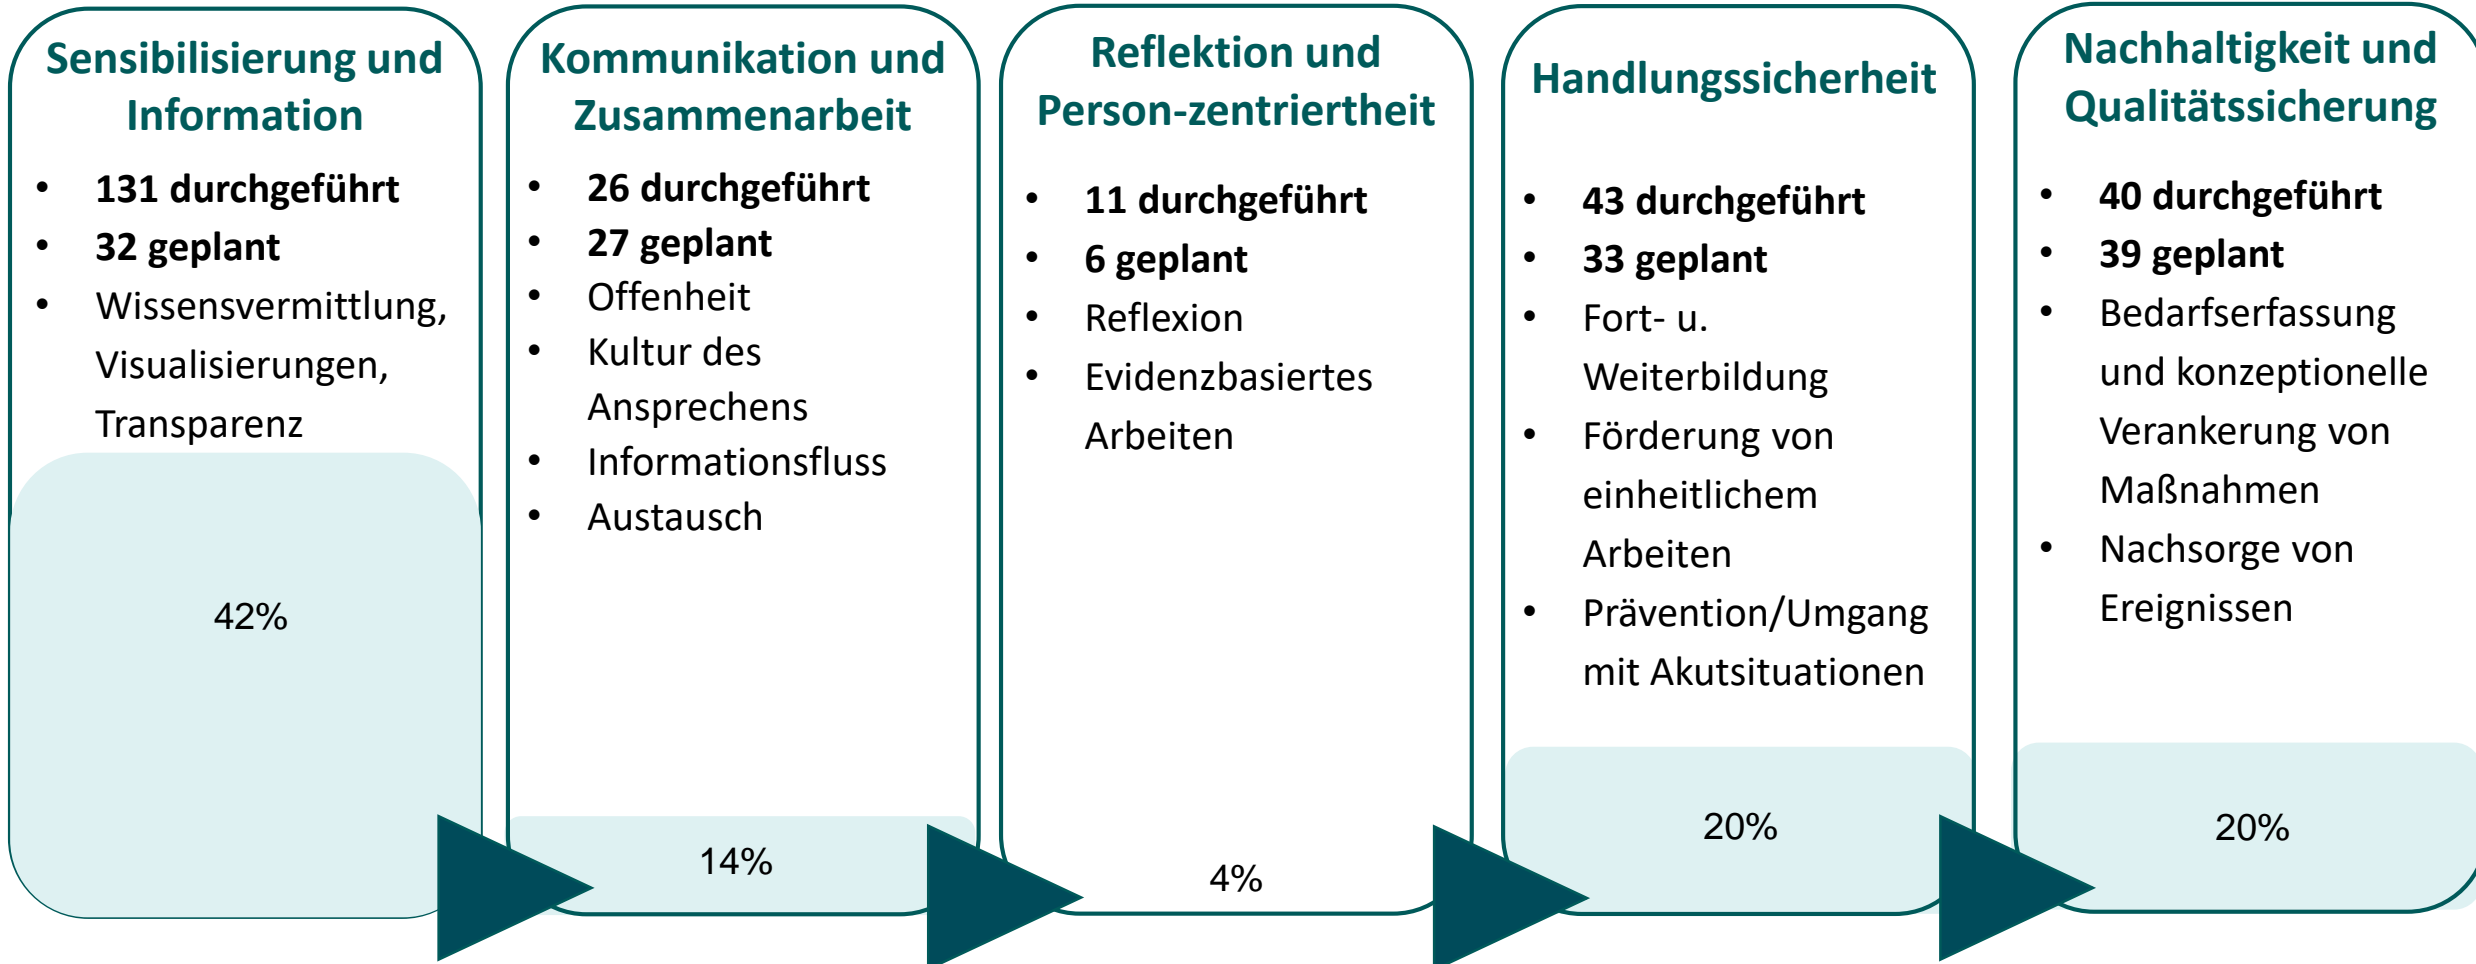 Sensibilisierung und
Information
• 131 durchgeführt
• 32 geplant
• Wissensvermittlung,
Visualisierungen,
Transparenz
42%
Kommunikation und
Zusammenarbeit
• 26 durchgeführt
• 27 geplant
• Offenheit
• Kultur des
Ansprechens
• Informationsfluss
• Austausch
14%
Reflektion und
Person-zentriertheit
• 11 durchgeführt
• 6 geplant
• Reflexion
• Evidenzbasiertes
Arbeiten
4%
Handlungssicherheit
• 43 durchgeführt
• 33 geplant
• Fort- u.
Weiterbildung
• Förderung von
einheitlichem
Arbeiten
• Prävention/Umgang
mit Akutsituationen
20%
Nachhaltigkeit und
Qualitätssicherung
• 40 durchgeführt
• 39 geplant
• Bedarfserfassung
und konzeptionelle
Verankerung von
Maßnahmen
• Nachsorge von
Ereignissen
20%